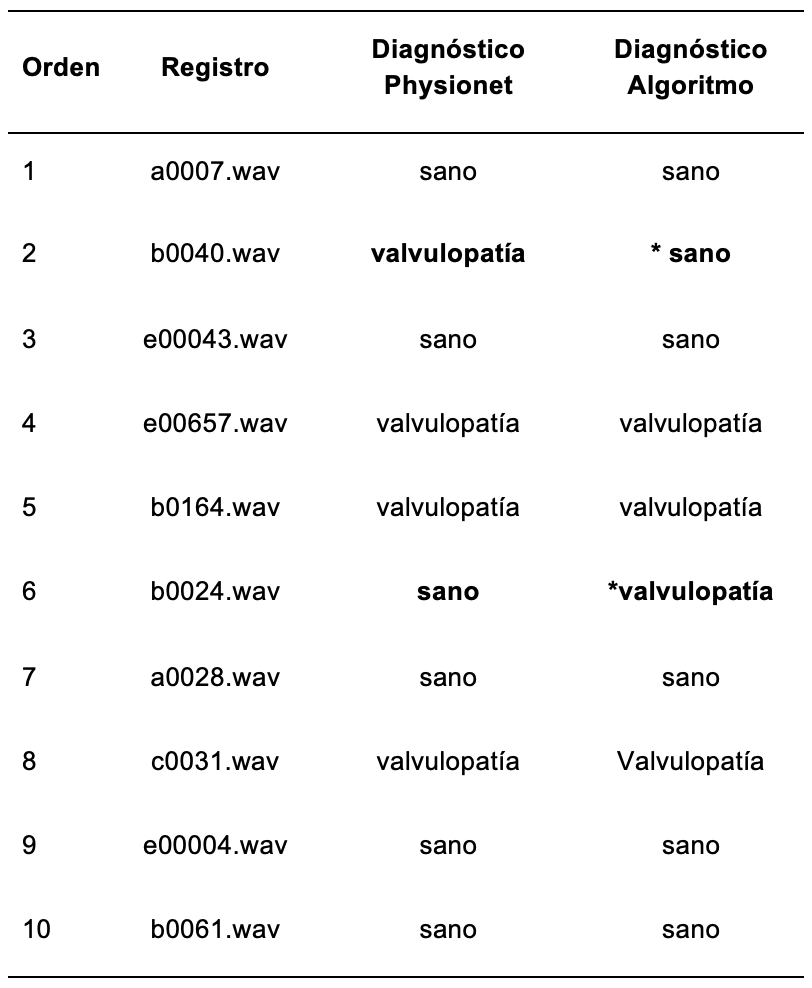 Orden Registro Diagnóstico Physionet Diagnóstico Algoritmo
1 a0007.wav sano sano
2 b0040.wav valvulopatía * sano
3 e00043.wav sano sano
4 e00657.wav valvulopatía valvulopatía
5 b0164.wav valvulopatía valvulopatía
6 b0024.wav sano *valvulopatía
7 a0028.wav sano sano
8 c0031.wav valvulopatía Valvulopatía
9 e00004.wav sano sano
10 b0061.wav sano sano